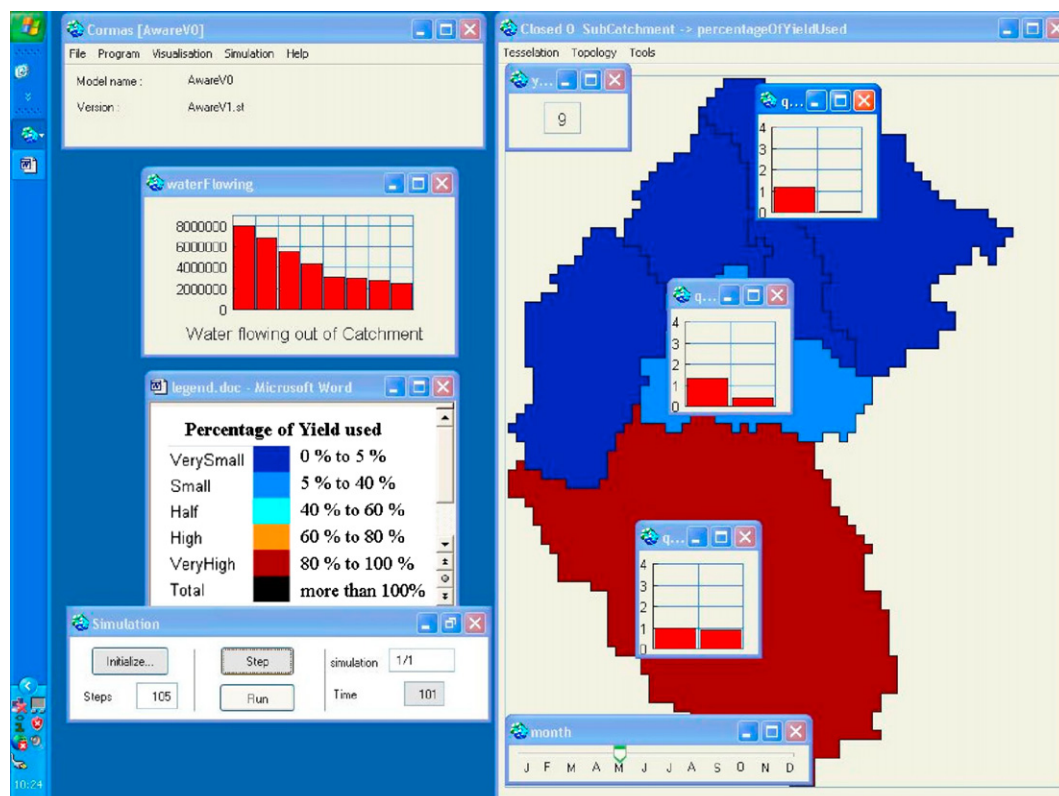 Cormas [AwareV0]
File Program Visualisation Simulation Help
Model name : AwareV0
Version : AwareV1.st
waterFlowing
8000000
6000000
4000000
2000000
0
Water flowing out of Catchment
legend.doc - Microsoft Word
Percentage of Yield used
VerySmall 0 % to 5 %
Small 5 % to 40 %
Half 40 % to 60 %
High 60 % to 80 %
VeryHigh 80 % to 100 %
Total more than 100%
Simulation
Initialize... Step simulation 1/1
Steps 105 Run Time 101
10:24
Closed 0 SubCatchment -> percentageOfYieldUsed
Tesselation Topology Tools
y...
9
q...
4
3
2
1
0
q...
4
3
2
1
0
q...
4
3
2
1
0
month
J F M A M J J A S O N D